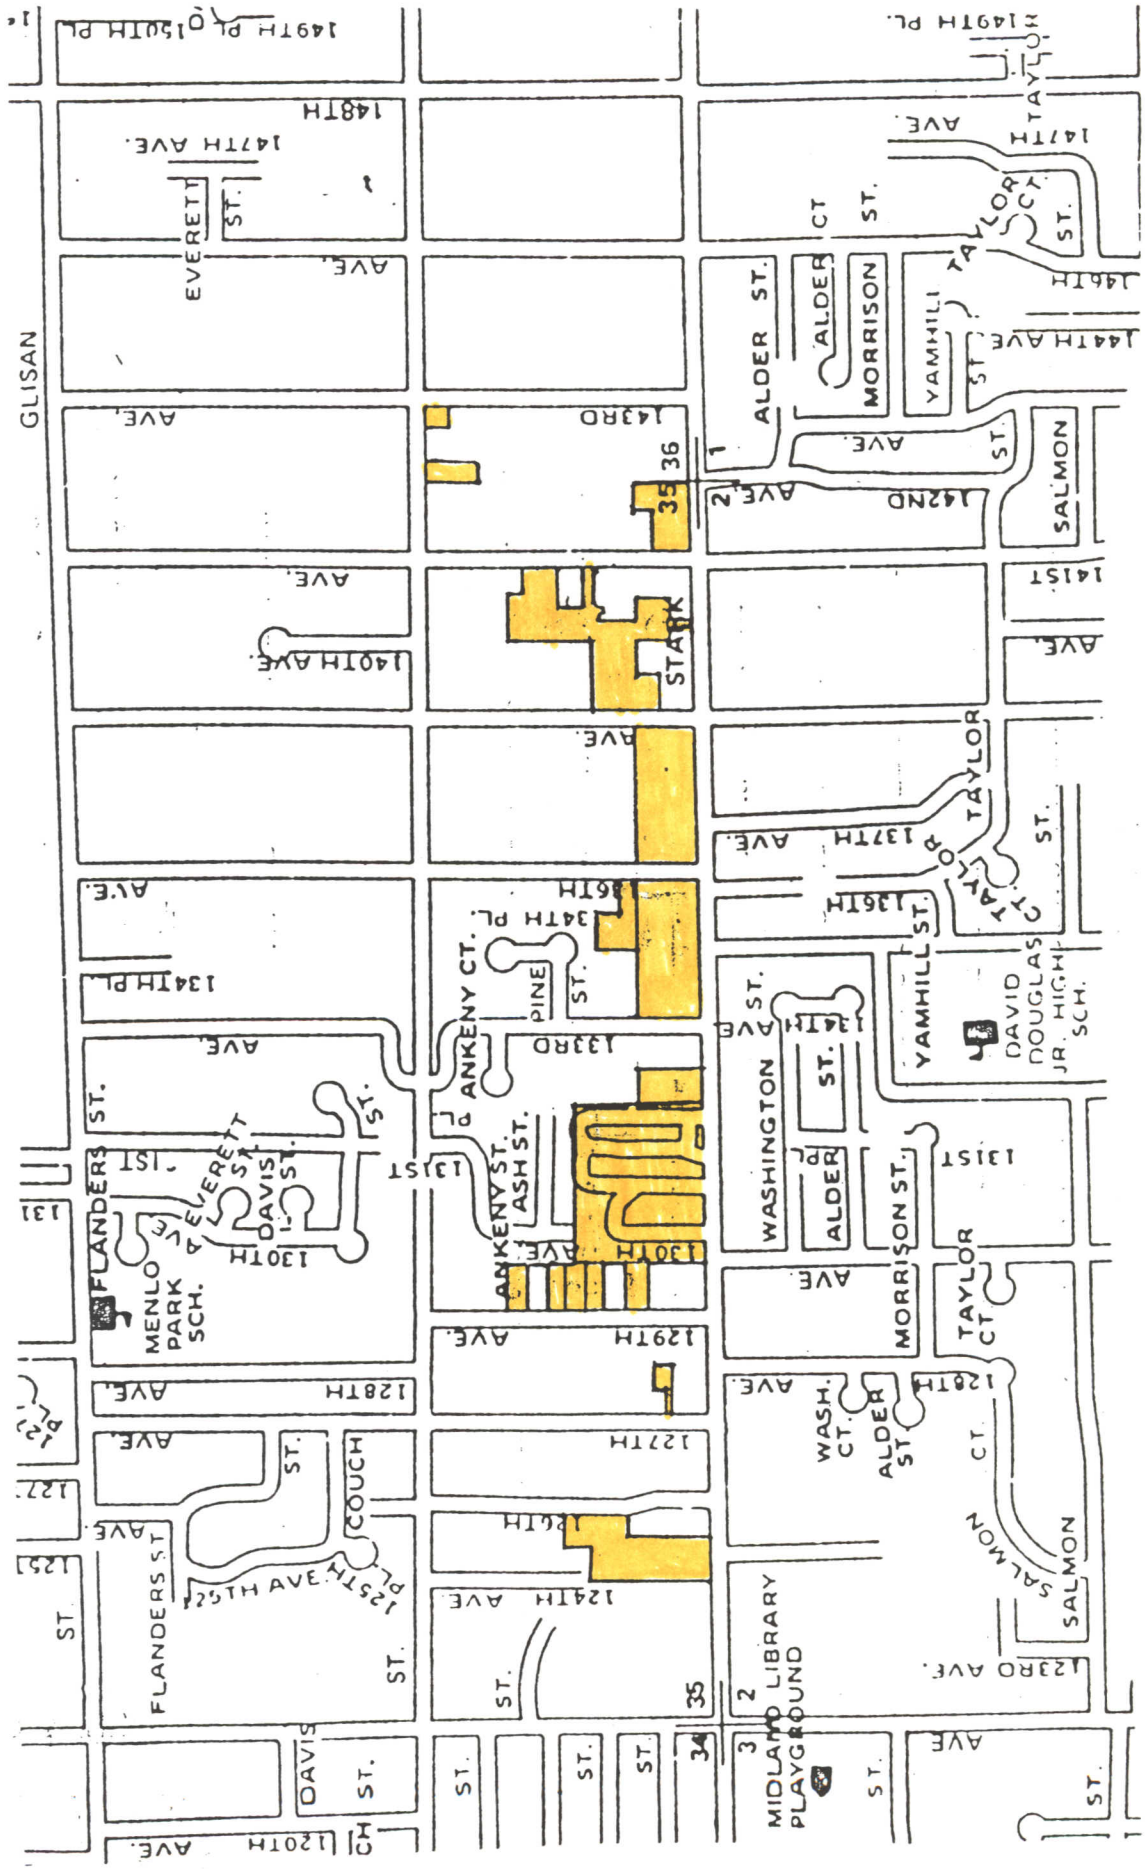 150TH PL
149TH PL
149TH PL.
TAYLOR
148TH
147TH AVE.
EVERETT
ST.
AVE.
147TH
TAYLOR
CT.
ST.
146TH
AVE.
ALDER CT
ST.
ALDER ST.
ALDER
MORRISON
YAMHILL
ST.
144TH AVE
GLISAN
AVE.
143RD
36
1
35
2
AVE.
142ND
AVE.
ST.
SALMON
AVE.
141ST
140TH AVE.
STARK
AVE.
AVE.
TAYLOR
137TH
AVE.
TAYLOR
CT.
ST.
AVE.
36TH
34TH PL.
136TH
YAMHILL ST.
134TH PL.
ANKENY CT.
PINE
ST.
133RD
AVE.
134TH
AVE
ST.
WASHINGTON
ST.
DAVID
DOUGLAS
JR. HIGH
SCH.
FLANDERS ST.
ST.
EVERETT
ST.
DAVIS
ST.
1ST
131
130TH
AVE
PL
131ST
ANKENY ST.
ASH ST.
AVE
130TH
ALDER
PL
MORRISON ST.
131ST
MENLO
PARK
SCH.
AVE.
129TH
AVE
TAYLOR
CT
AVE.
128TH
AVE.
WASH.
CT.
ALDER
ST.
128TH
CT.
AVE.
127TH
127
ST.
COUCH
AVE
125TH
PL.
FLANDERS ST
126TH
SALMON
SALMON
AVE
124TH
ST
ST.
ST.
123RD AVE.
35
2
34
3
MIDLAND LIBRARY
PLAYGROUND
AVE
DAVIS
ST.
ST.
ST.
ST.
ST.
ST.
AVE.
120TH